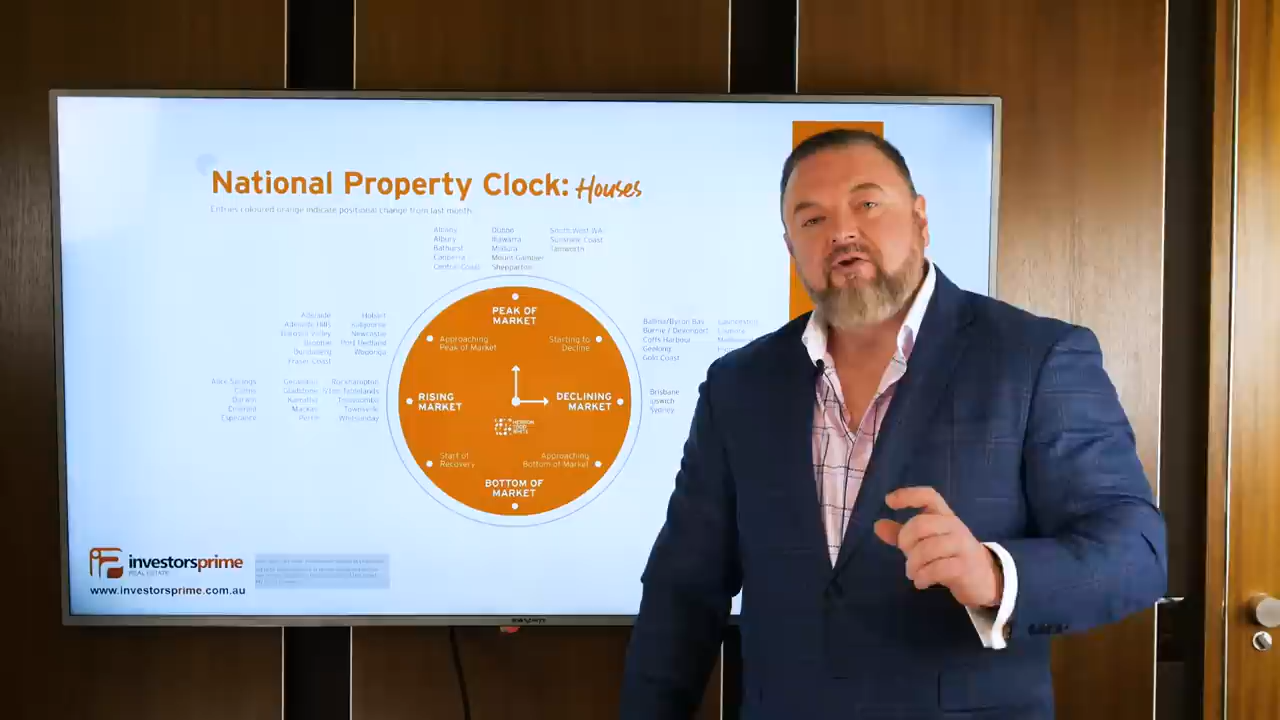 National Property Clock: Houses
Entries coloured orange indicate positional change from last month.
Albany
Albury
Bathurst
Canberra
Central Coast
Dubbo
Illawarra
Mildura
Mount Gambier
Shepparton
South West WA
Sunshine Coast
Tamworth
Adelaide
Adelaide Hills
Barossa Valley
Broome
Bundaberg
Fraser Coast
Hobart
Kalgoorlie
Newcastle
Port Hedland
Wodonga
Ballina/Byron Bay
Burnie / Devonport
Coffs Harbour
Geelong
Gold Coast
Launceston
Lismore
Alice Springs
Cairns
Darwin
Emerald
Esperance
Geraldton
Gladstone
Karratha
Mackay
Perth
Rockhampton
Toowoomba
Townsville
Whitsunday
Brisbane
Ipswich
Sydney
PEAK OF
MARKET
Approaching
Peak of Market
Starting to
Decline
RISING
MARKET
DECLINING
MARKET
HERRON
TODD
WHITE
Start of
Recovery
Approaching
Bottom of Market
BOTTOM OF
MARKET
investorsprime
REAL ESTATE
www.investorsprime.com.au